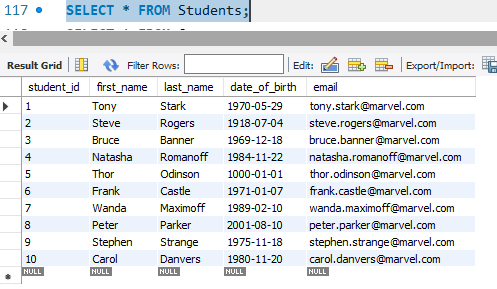 117 SELECT * FROM Students;
Result Grid Filter Rows: Edit: Export/Import:
student_id first_name last_name date_of_birth email
1 Tony Stark 1970-05-29 tony.stark@marvel.com
2 Steve Rogers 1918-07-04 steve.rogers@marvel.com
3 Bruce Banner 1969-12-18 bruce.banner@marvel.com
4 Natasha Romanoff 1984-11-22 natasha.romanoff@marvel.com
5 Thor Odinson 1000-01-01 thor.odinson@marvel.com
6 Frank Castle 1971-01-07 frank.castle@marvel.com
7 Wanda Maximoff 1989-02-10 wanda.maximoff@marvel.com
8 Peter Parker 2001-08-10 peter.parker@marvel.com
9 Stephen Strange 1975-11-18 stephen.strange@marvel.com
10 Carol Danvers 1980-11-20 carol.danvers@marvel.com
NULL NULL NULL NULL NULL